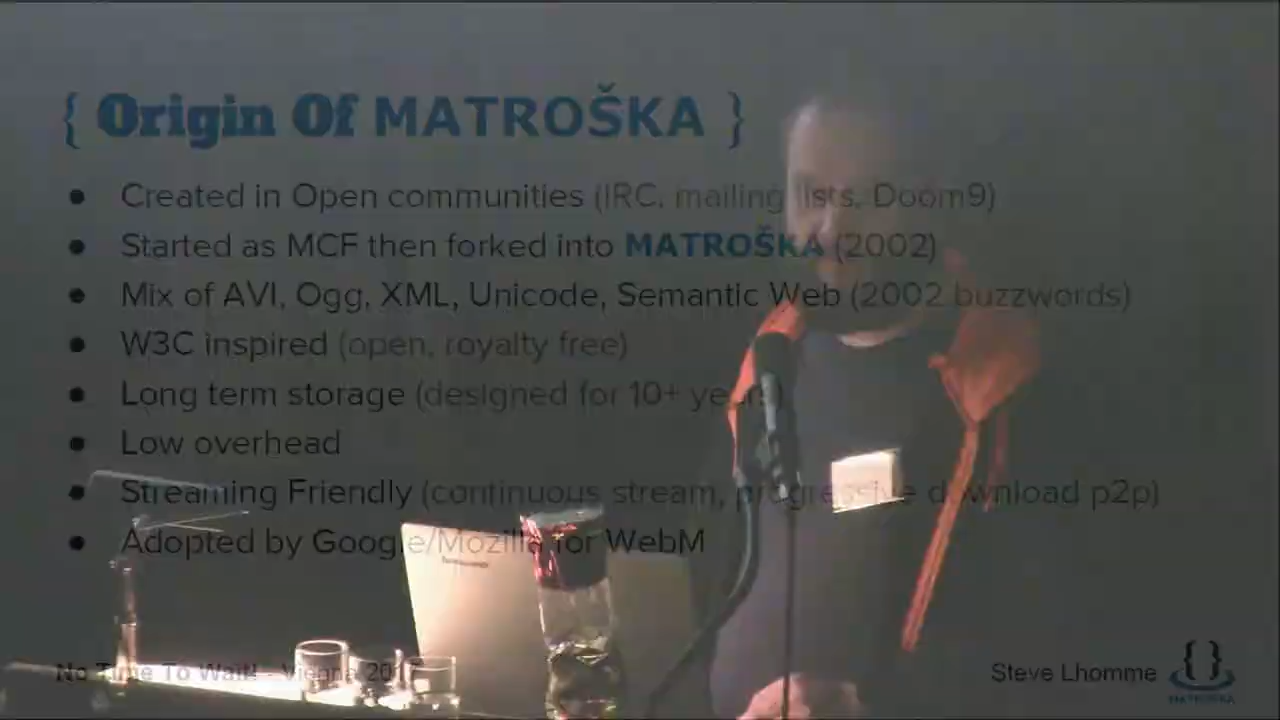 { Origin Of MATROŠKA }
● Created in Open communities (IRC, mailing lists, Doom9)
● Started as MCF then forked into MATROŠKA (2002)
● Mix of AVI, Ogg, XML, Unicode, Semantic Web (2002 buzzwords)
● W3C inspired (open, royalty free)
● Long term storage (designed for 10+ years)
● Low overhead
● Streaming Friendly (continuous stream, progressive download p2p)
● Adopted by Google/Mozilla for WebM
No Time To Wait! - Vienna 2017
Steve Lhomme
{}
MATROŠKA